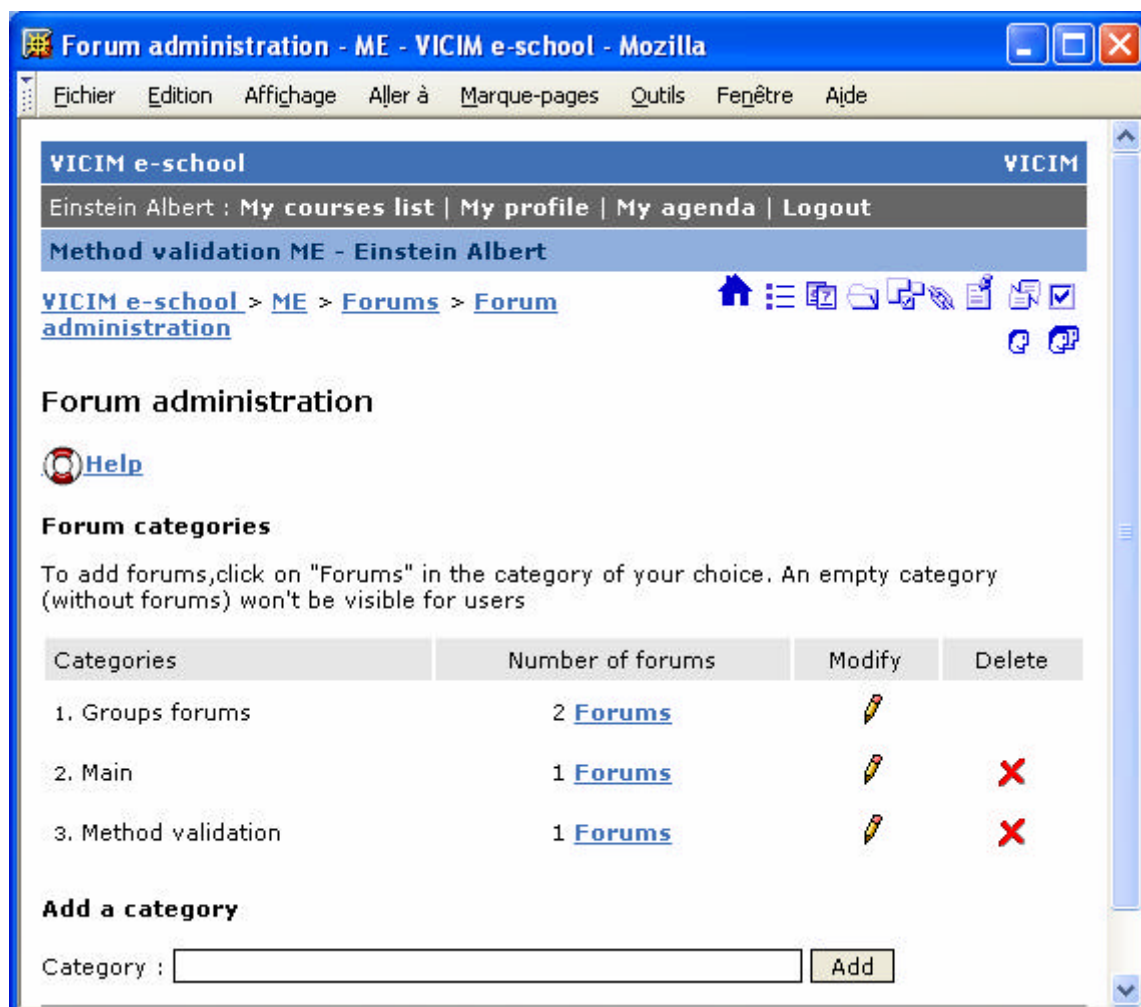 Forum administration - ME - VICIM e-school - Mozilla
Fichier Edition Affichage Aller à Marque-pages Outils Fenêtre Aide
VICIM e-school VICIM
Einstein Albert : My courses list | My profile | My agenda | Logout
Method validation ME - Einstein Albert
VICIM e-school > ME > Forums > Forum
administration
Forum administration
Help
Forum categories
To add forums,click on "Forums" in the category of your choice. An empty category
(without forums) won't be visible for users
Categories Number of forums Modify Delete
1. Groups forums 2 Forums
2. Main 1 Forums
3. Method validation 1 Forums
Add a category
Category : Add